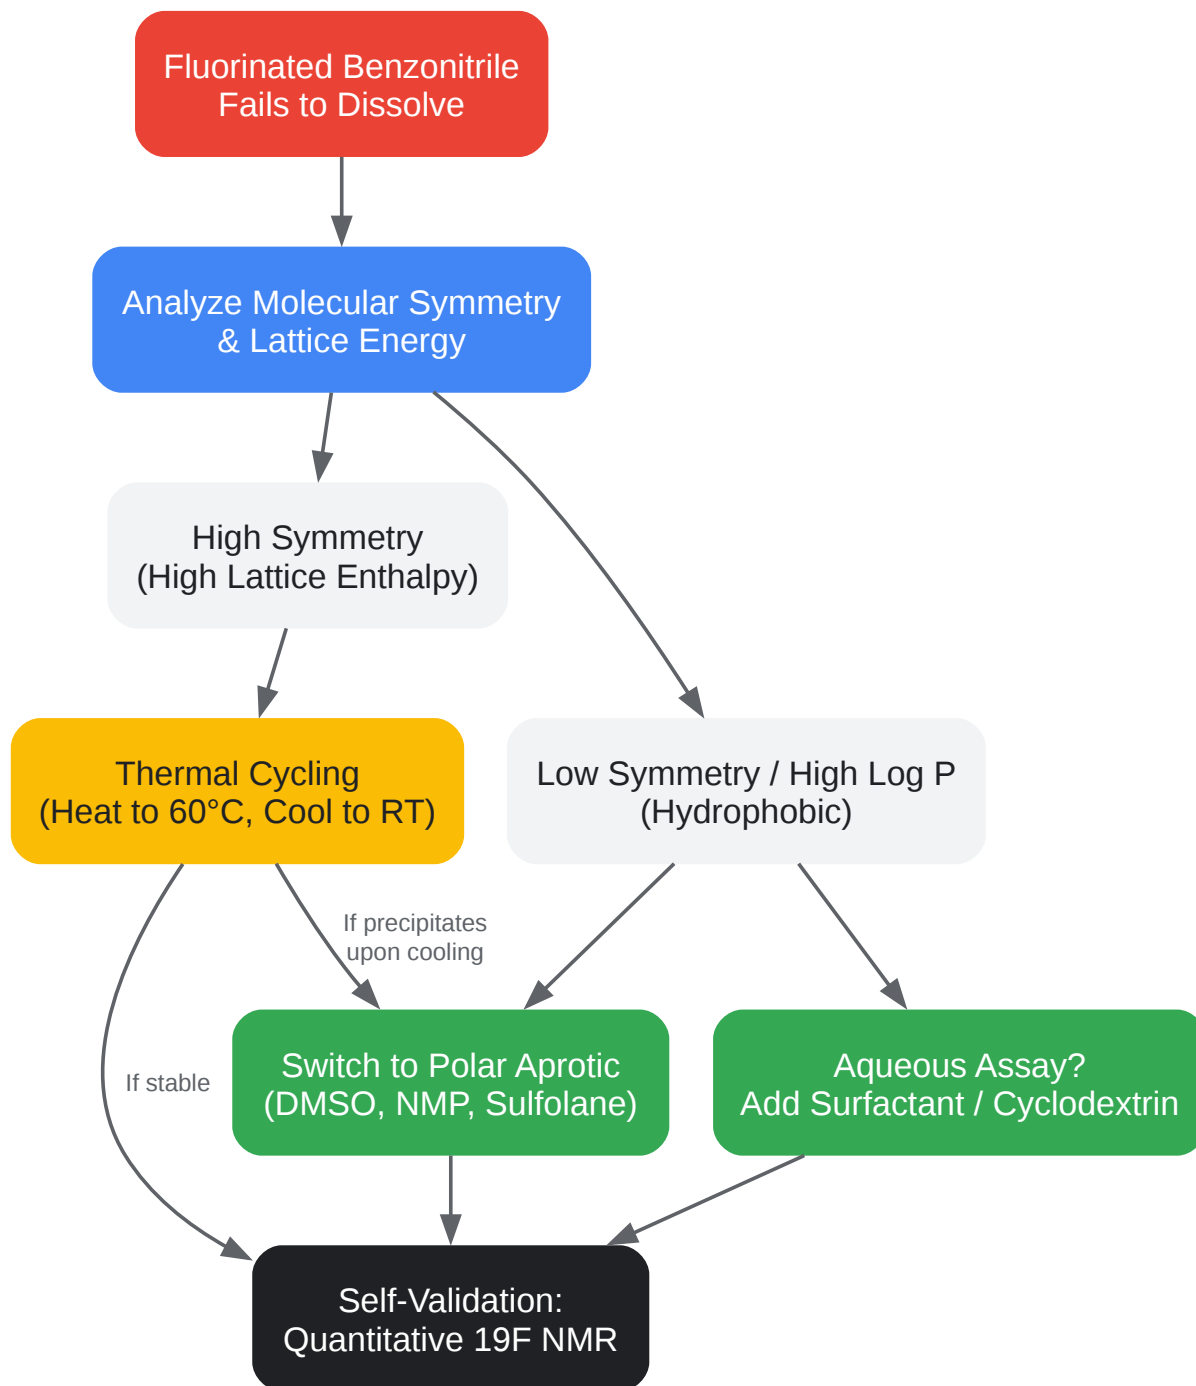 Fluorinated Benzonitrile
Fails to Dissolve
Analyze Molecular Symmetry
& Lattice Energy
High Symmetry
(High Lattice Enthalpy)
Thermal Cycling
(Heat to 60°C, Cool to RT)
Low Symmetry / High Log P
(Hydrophobic)
If precipitates
upon cooling
If stable
Switch to Polar Aprotic
(DMSO, NMP, Sulfolane)
Aqueous Assay?
Add Surfactant / Cyclodextrin
Self-Validation:
Quantitative 19F NMR